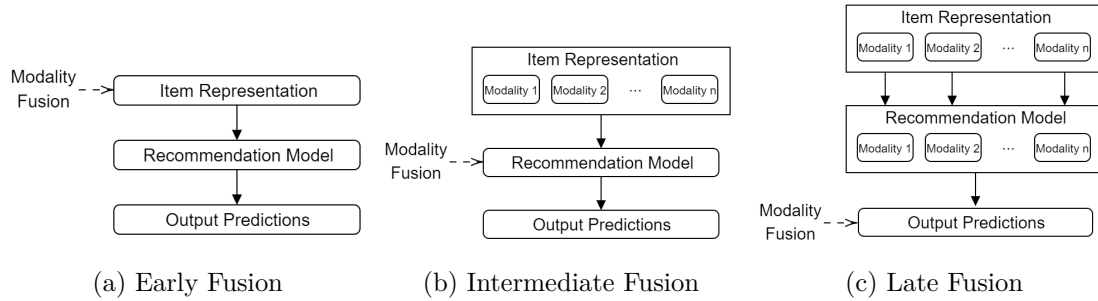 Modality
Fusion
Item Representation
Recommendation Model
Output Predictions
(a) Early Fusion
Item Representation
Modality 1 Modality 2 ... Modality n
Modality
Fusion
Recommendation Model
Output Predictions
(b) Intermediate Fusion
Item Representation
Modality 1 Modality 2 ... Modality n
Recommendation Model
Modality 1 Modality 2 ... Modality n
Modality
Fusion
Output Predictions
(c) Late Fusion